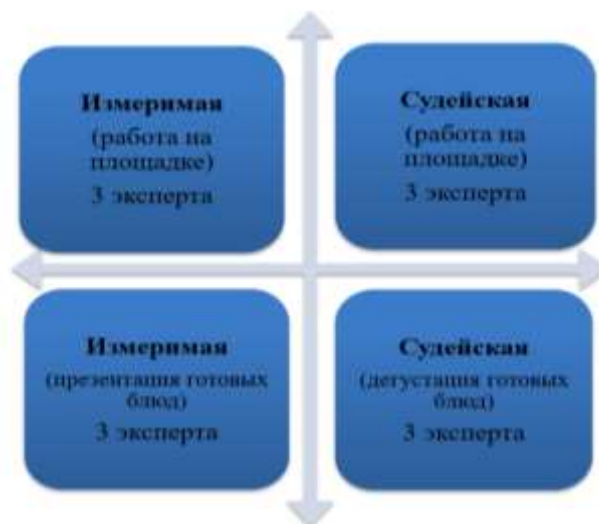 Измеримая
(работа на
площадке)
3 эксперта
Судейская
(работа на
площадке)
3 эксперта
Измеримая
(презентация готовых
блюд)
3 эксперта
Судейская
(дегустация готовых
блюд)
3 эксперта